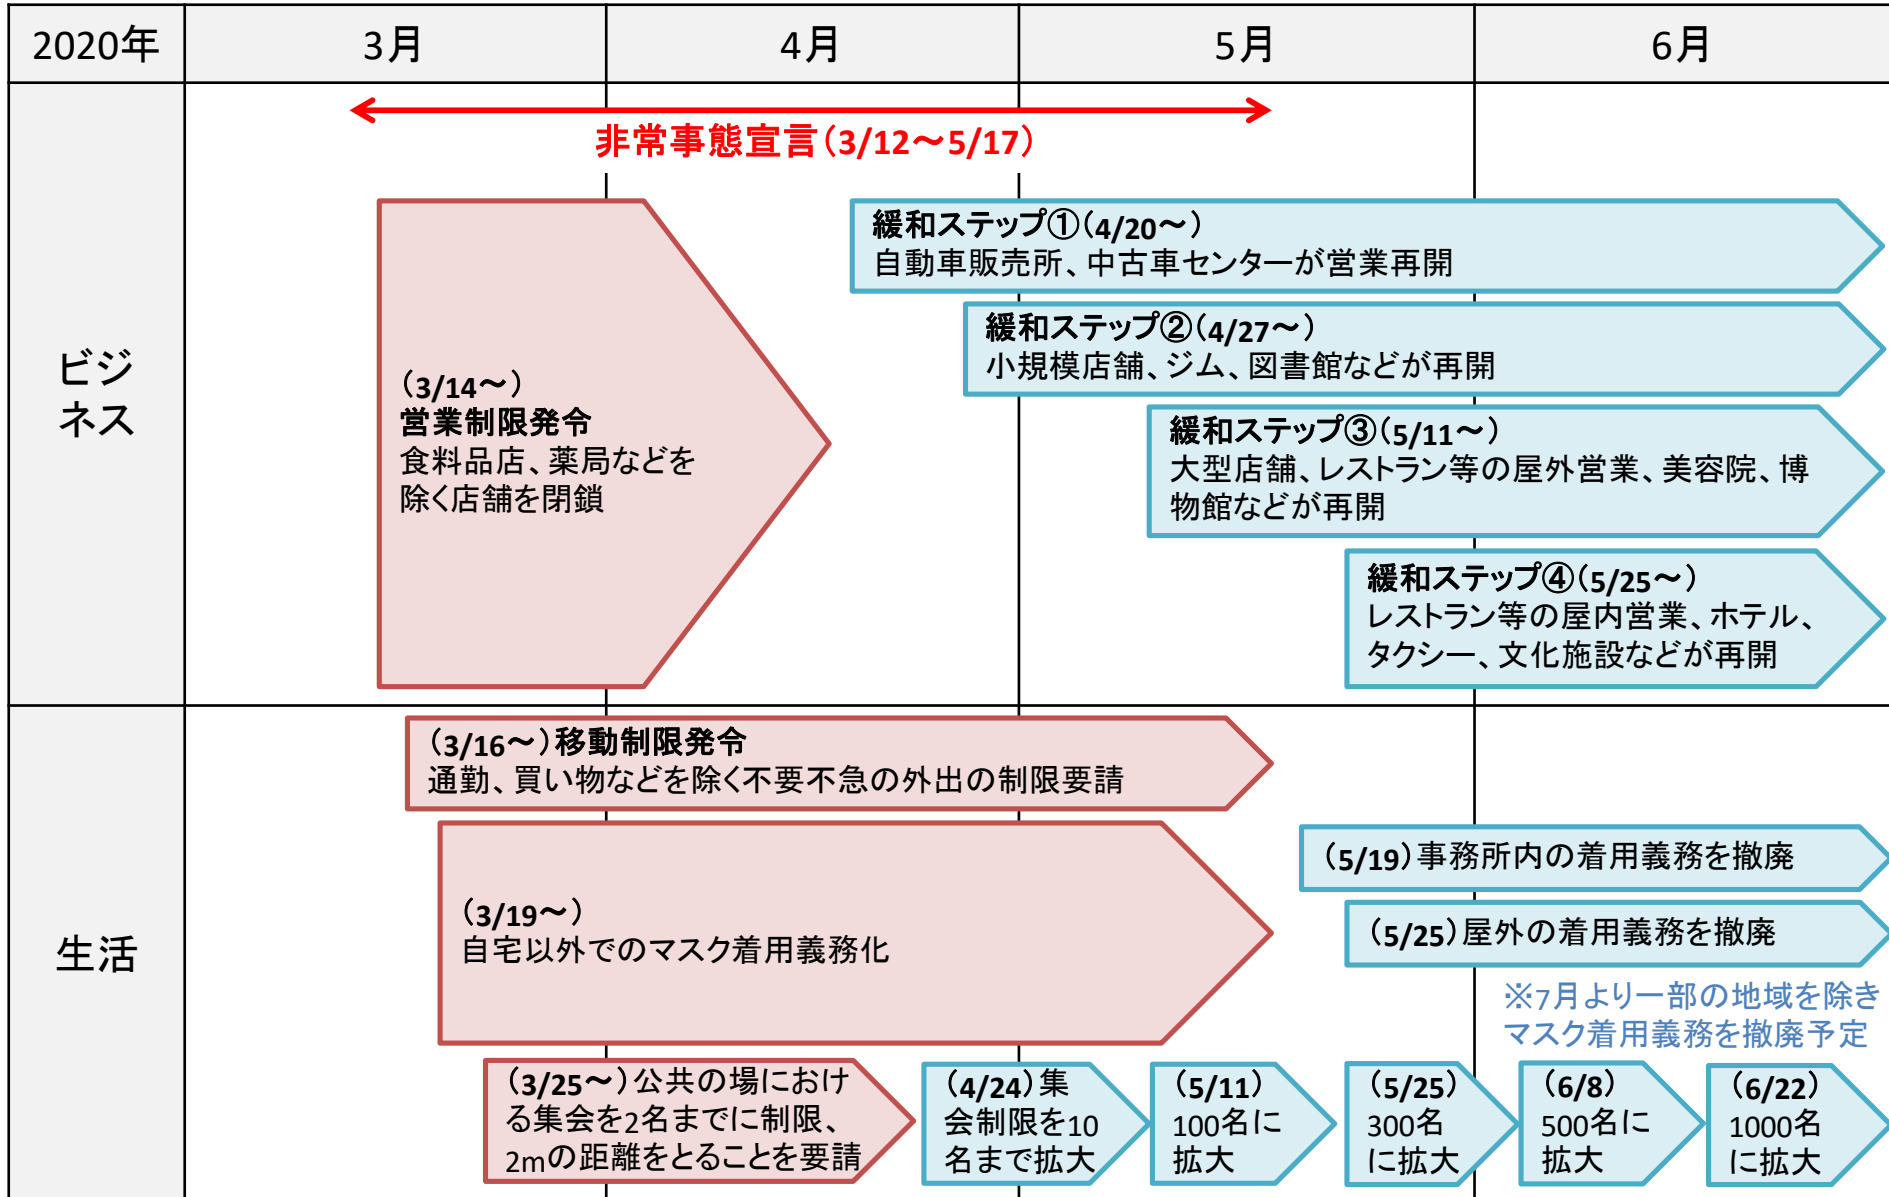 2020年
3月
4月
5月
6月
ビジ
ネス
非常事態宣言(3/12～5/17)
(3/14～)
営業制限発令
食料品店、薬局などを
除く店舗を閉鎖
緩和ステップ①(4/20～)
自動車販売所、中古車センターが営業再開
緩和ステップ②(4/27～)
小規模店舗、ジム、図書館などが再開
緩和ステップ③(5/11～)
大型店舗、レストラン等の屋外営業、美容院、博
物館などが再開
緩和ステップ④(5/25～)
レストラン等の屋内営業、ホテル、
タクシー、文化施設などが再開
生活
(3/16～)移動制限発令
通勤、買い物などを除く不要不急の外出の制限要請
(3/19～)
自宅以外でのマスク着用義務化
(5/19)事務所内の着用義務を撤廃
(5/25)屋外の着用義務を撤廃
※7月より一部の地域を除き
マスク着用義務を撤廃予定
(3/25～)公共の場におけ
る集会を2名までに制限、
2mの距離をとることを要請
(4/24)集
会制限を10
名まで拡大
(5/11)
100名に
拡大
(5/25)
300名
に拡大
(6/8)
500名に
拡大
(6/22)
1000名
に拡大